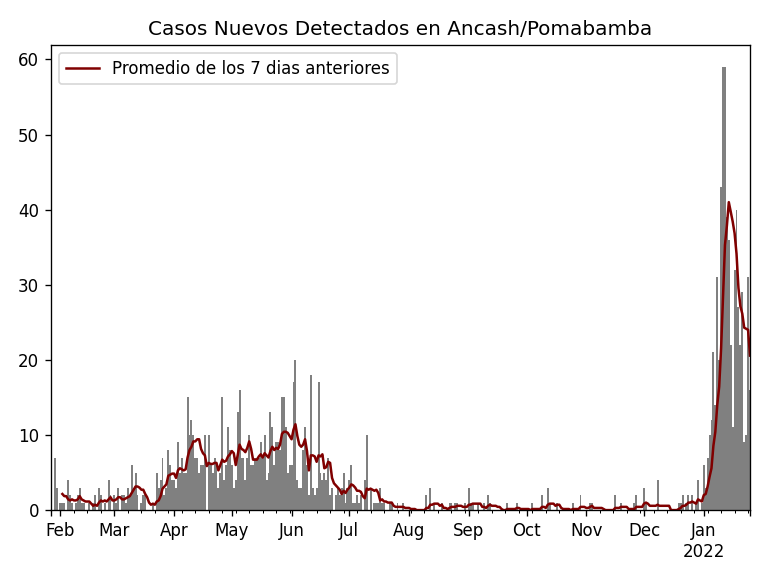 Casos Nuevos Detectados en Ancash/Pomabamba
Promedio de los 7 dias anteriores
60
50
40
30
20
10
0
Feb Mar Apr May Jun Jul Aug Sep Oct Nov Dec Jan
2022